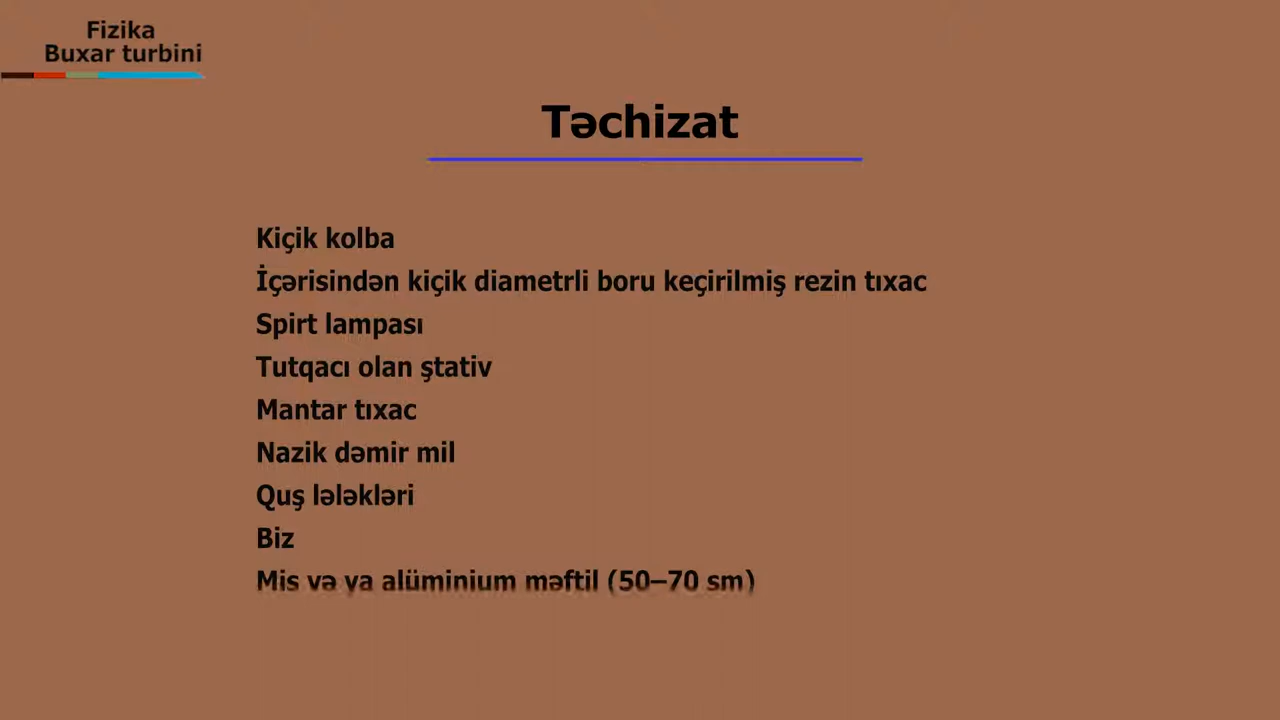 Fizika
Buxar turbini
Təchizat
Kiçik kolba
İçərisindən kiçik diametrli boru keçirilmiş rezin tıxac
Spirt lampası
Tutqacı olan ştativ
Mantar tıxac
Nazik dəmir mil
Quş lələkləri
Biz
Mis və ya alüminium məftil (50–70 sm)